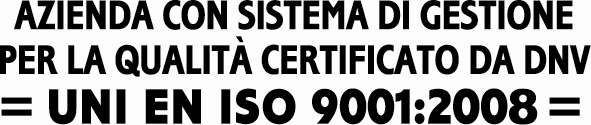 AZIENDA CON SISTEMA DI GESTIONE
PER LA QUALITÀ CERTIFICATO DA DNV
= UNI EN ISO 9001:2008 =